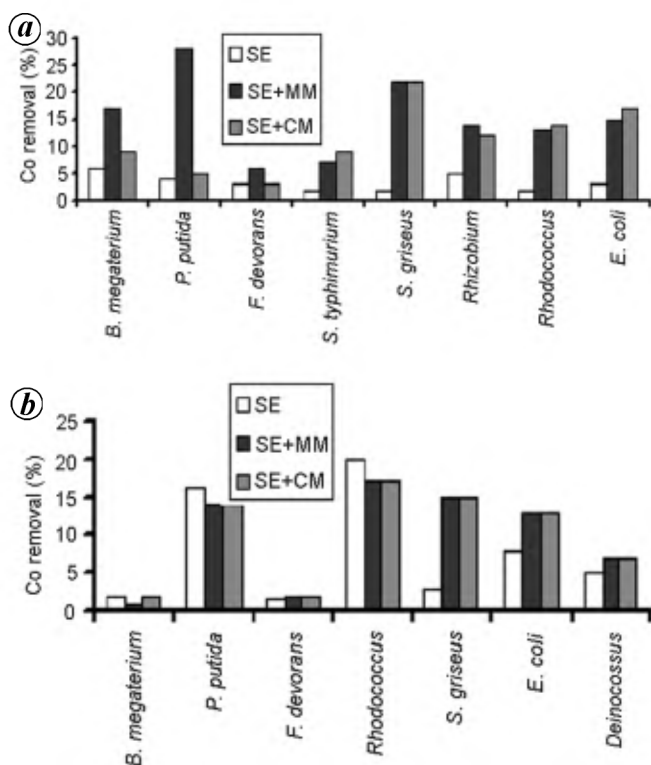 a
Co removal (%)
30
25
20
15
10
5
0
SE
SE+MM
SE+CM
B. megaterium
P. putida
F. devorans
S. typhimurium
S. griseus
Rhizobium
Rhodococcus
E. coli
b
Co removal (%)
25
20
15
10
5
0
SE
SE+MM
SE+CM
B. megaterium
P. putida
F. devorans
Rhodococcus
S. griseus
E. coli
Deinocossus